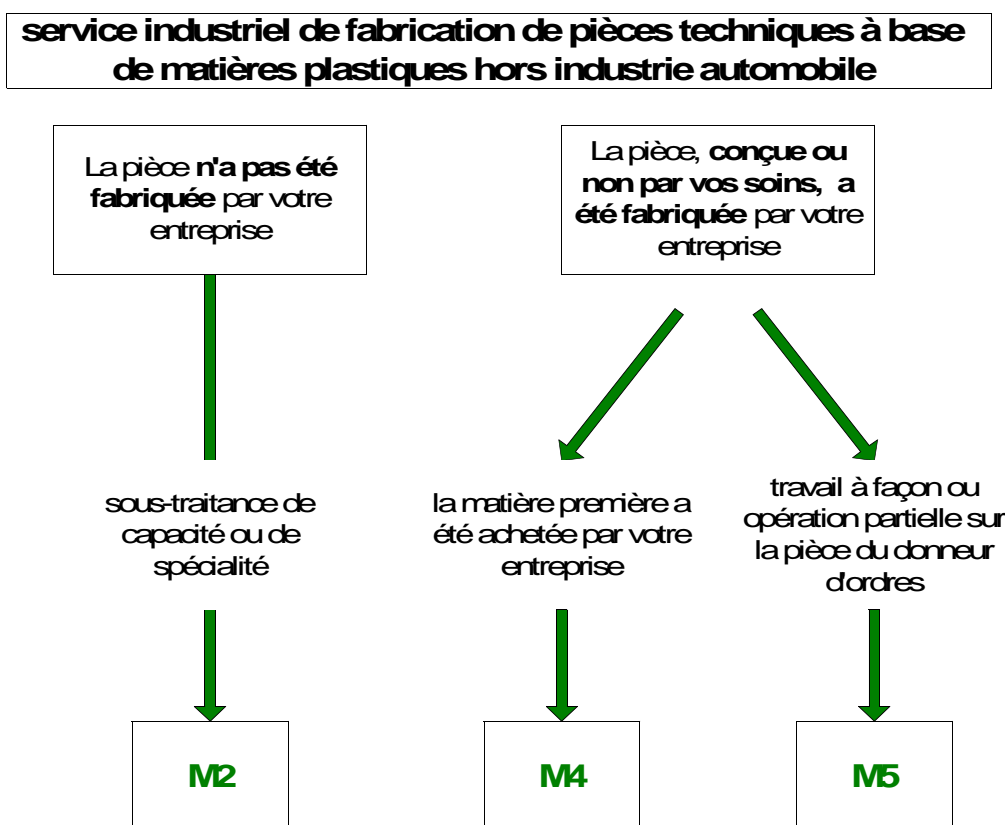 service industriel de fabrication de pièces techniques à base
de matières plastiques hors industrie automobile
La pièce n'a pas été
fabriquée par votre
entreprise
La pièce, conçue ou
non par vos soins, a
été fabriquée par votre
entreprise
sous-traitance de
capacité ou de
spécialité
la matière première a
été achetée par votre
entreprise
travail à façon ou
opération partielle sur
la pièce du donneur
d'ordres
M2
M4
M5